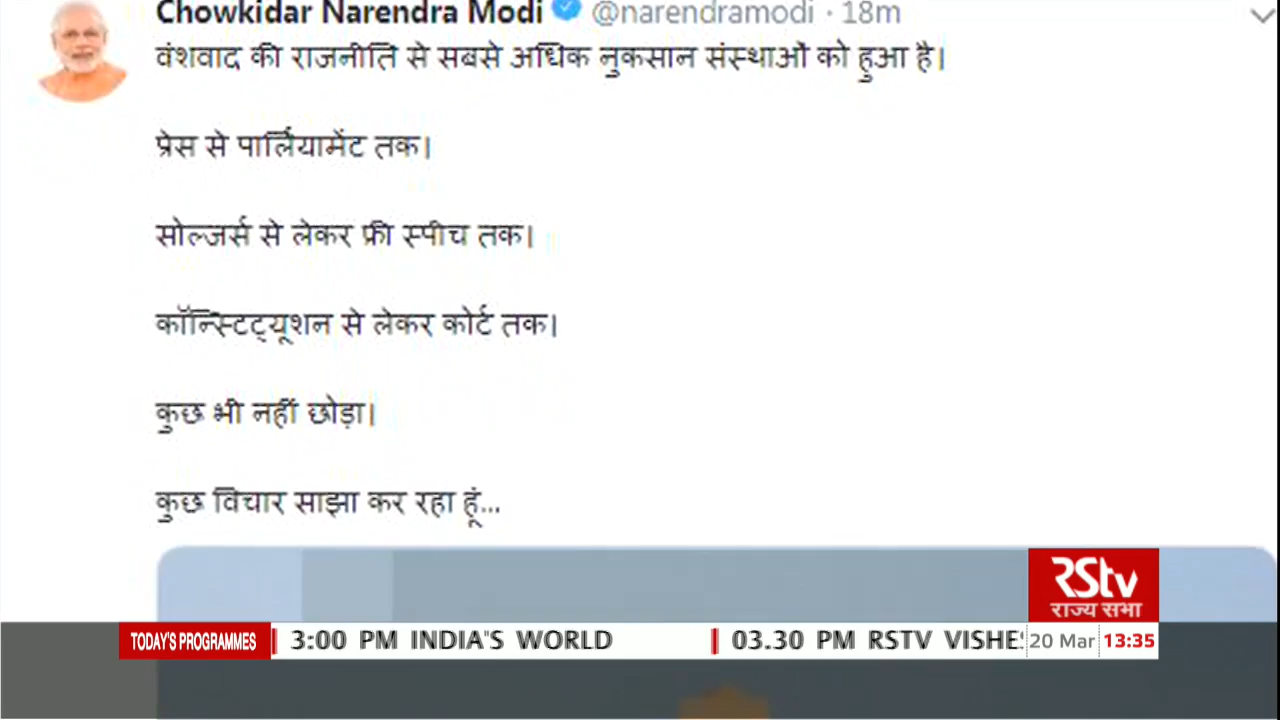 Chowkidar Narendra Modi @narendramodi · 18m
वंशवाद की राजनीति से सबसे अधिक नुकसान संस्थाओं को हुआ है।
प्रेस से पार्लियामेंट तक।
सोल्जर्स से लेकर फ्री स्पीच तक।
कॉन्स्टिट्यूशन से लेकर कोर्ट तक।
कुछ भी नहीं छोड़ा।
कुछ विचार साझा कर रहा हूं...
RStv
राज्य सभा
TODAY'S PROGRAMMES 3:00 PM INDIA'S WORLD 03.30 PM RSTV VISHE 20 Mar 13:35